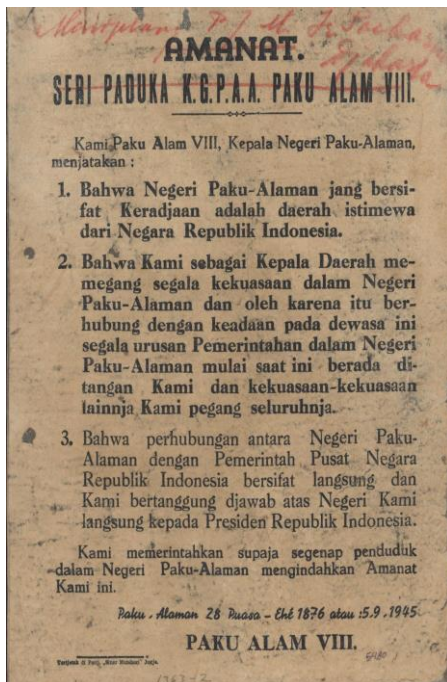 AMANAT.
SERI PADUKA K.G.P.A.A. PAKU ALAM VIII.
Kami Paku Alam VIII, Kepala Negeri Paku-Alaman,
menjatakan :
1. Bahwa Negeri Paku-Alaman jang bersi-
fat Keradjaan adalah daerah istimewa
dari Negara Republik Indonesia.
2. Bahwa Kami sebagai Kepala Daerah me-
megang segala kekuasaan dalam Negeri
Paku-Alaman dan oleh karena itu ber-
hubung dengan keadaan pada dewasa ini
segala urusan Pemerintahan dalam Negeri
Paku-Alaman mulai saat ini berada di-
tangan Kami dan kekuasaan-kekuasaan
lainnja Kami pegang seluruhnja.
3. Bahwa perhubungan antara Negeri Paku-
Alaman dengan Pemerintah Pusat Negara
Republik Indonesia bersifat langsung dan
Kami bertanggung djawab atas Negeri Kami
langsung kepada Presiden Republik Indonesia.
Kami memerintahkan supaja segenap penduduk
dalam Negeri Paku-Alaman mengindahkan Amanat
Kami ini.
Paku-Alaman 28 Puasa - Ehé 1876 atau :5.9.1945
PAKU ALAM VIII.